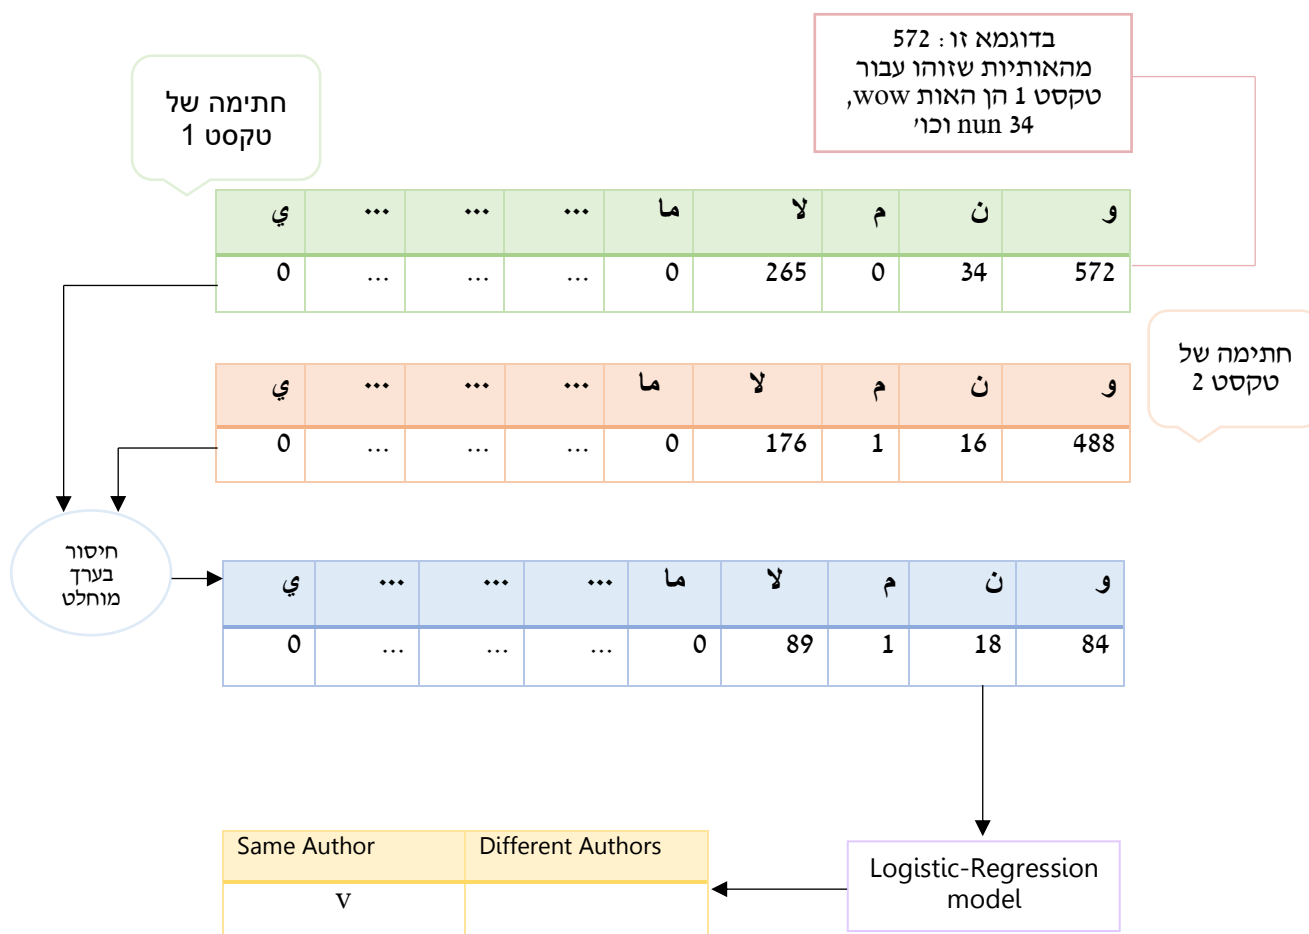 בדוגמא זו: 572
מהאותיות שזוהו עבור
טקסט 1 הן האות wow,
34 nun וכו'
חתימה של
טקסט 1
و ن م لا ما ... ... ... ي
572 34 0 265 0 ... ... ... 0
חתימה של
טקסט 2
و ن م لا ما ... ... ... ي
488 16 1 176 0 ... ... ... 0
חיסור
בערך
מוחלט
و ن م لا ما ... ... ... ي
84 18 1 89 0 ... ... ... 0
Logistic-Regression
model
Same Author Different Authors
v